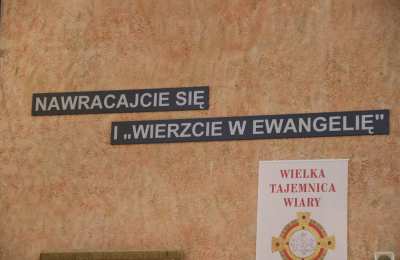 NAWRACAJCIE SIĘ
I „WIERZCIE W EWANGELIĘ"
WIELKA
TAJEMNICA
WIARY